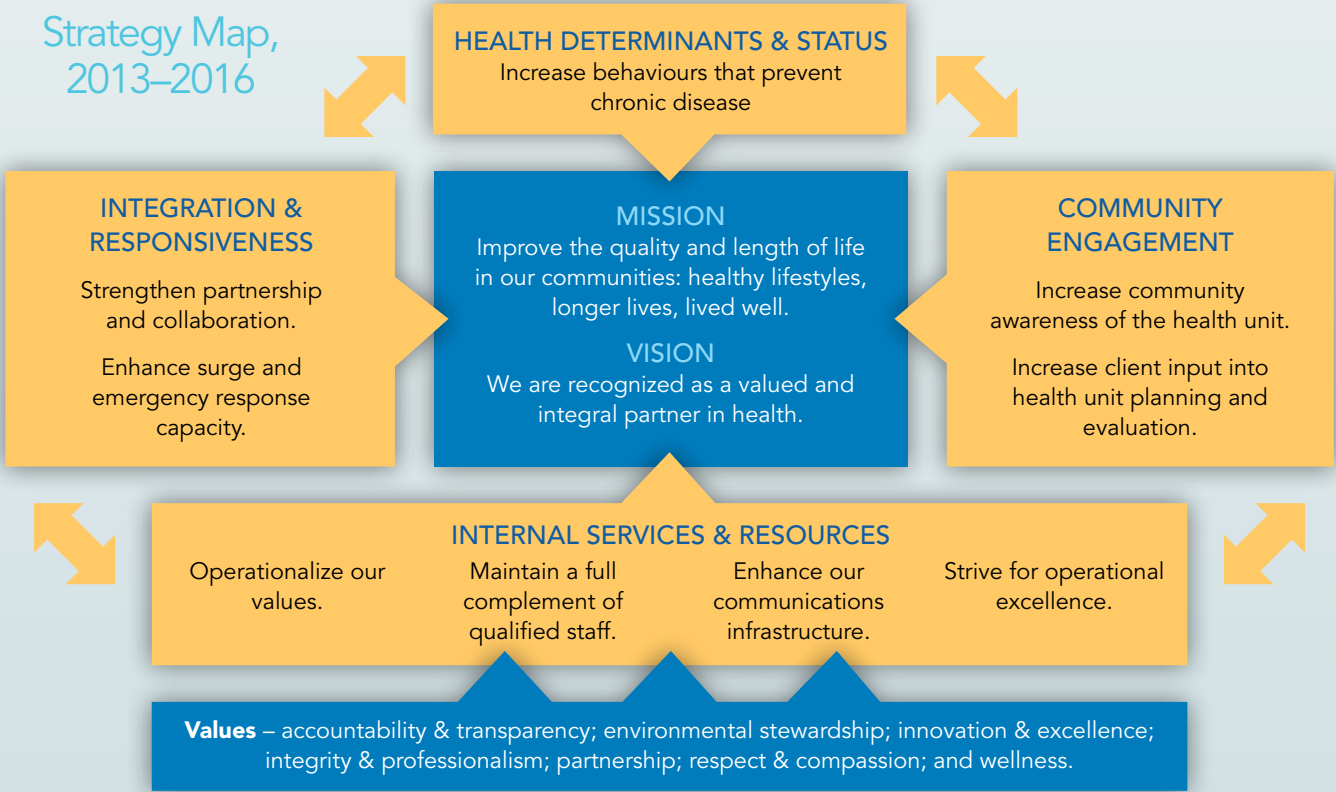 Strategy Map,
2013–2016
HEALTH DETERMINANTS & STATUS
Increase behaviours that prevent
chronic disease
INTEGRATION &
RESPONSIVENESS
Strengthen partnership
and collaboration.
Enhance surge and
emergency response
capacity.
MISSION
Improve the quality and length of life
in our communities: healthy lifestyles,
longer lives, lived well.
VISION
We are recognized as a valued and
integral partner in health.
COMMUNITY
ENGAGEMENT
Increase community
awareness of the health unit.
Increase client input into
health unit planning and
evaluation.
INTERNAL SERVICES & RESOURCES
Operationalize our
values.
Maintain a full
complement of
qualified staff.
Enhance our
communications
infrastructure.
Strive for operational
excellence.
Values – accountability & transparency; environmental stewardship; innovation & excellence;
integrity & professionalism; partnership; respect & compassion; and wellness.